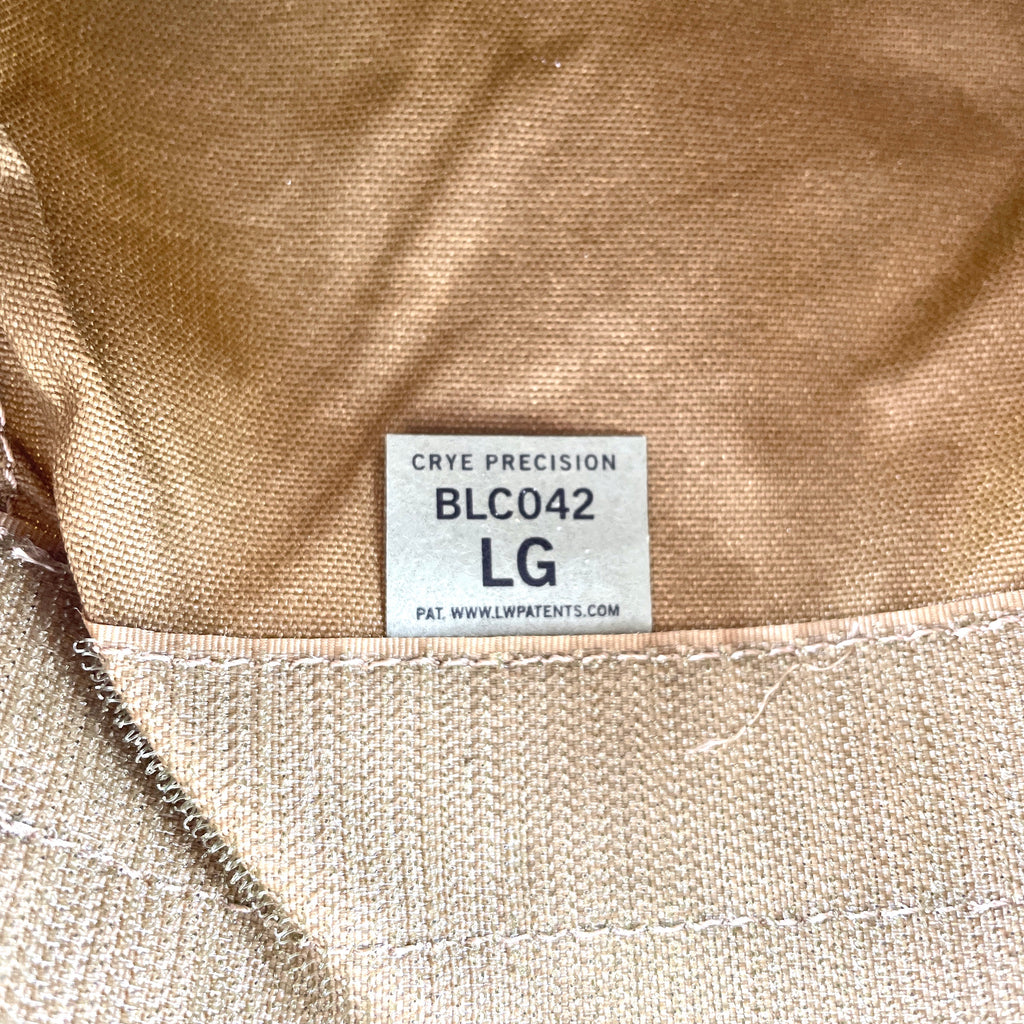 CRYE PRECISION
BLC042
LG
PAT. WWW.LWPATENTS.COM